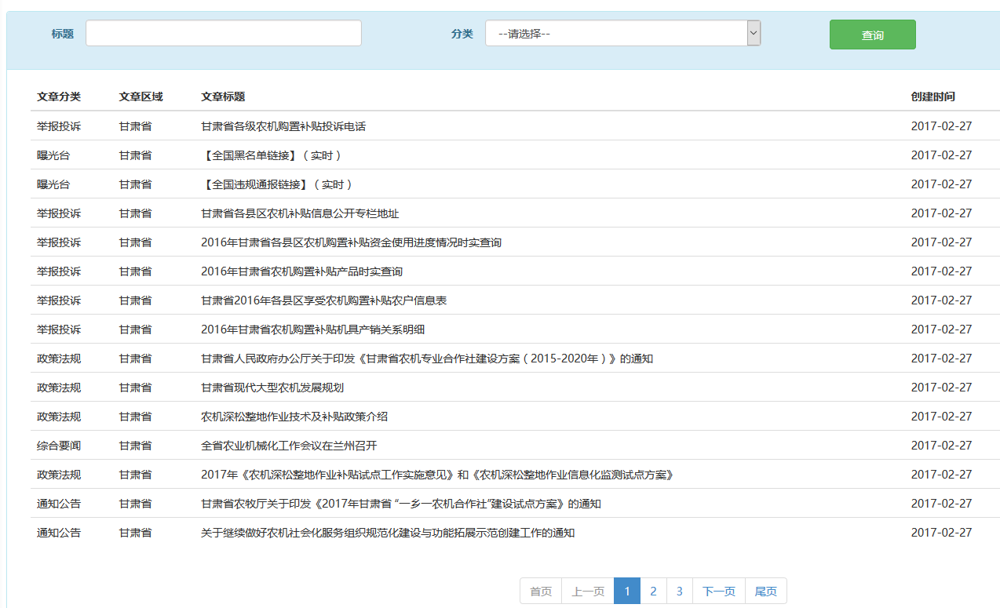 标题 分类 --请选择-- 查询
文章分类 文章区域 文章标题 创建时间
举报投诉 甘肃省 甘肃省各级农机购置补贴投诉电话 2017-02-27
曝光台 甘肃省 【全国黑名单链接】（实时） 2017-02-27
曝光台 甘肃省 【全国违规通报链接】（实时） 2017-02-27
举报投诉 甘肃省 甘肃省各县区农机补贴信息公开专栏地址 2017-02-27
举报投诉 甘肃省 2016年甘肃省各县区农机购置补贴资金使用进度情况时实查询 2017-02-27
举报投诉 甘肃省 2016年甘肃省农机购置补贴产品时实查询 2017-02-27
举报投诉 甘肃省 甘肃省2016年各县区享受农机购置补贴农户信息表 2017-02-27
举报投诉 甘肃省 2016年甘肃省农机购置补贴机具产销关系明细 2017-02-27
政策法规 甘肃省 甘肃省人民政府办公厅关于印发《甘肃省农机专业合作社建设方案（2015-2020年）》的通知 2017-02-27
政策法规 甘肃省 甘肃省现代大型农机发展规划 2017-02-27
政策法规 甘肃省 农机深松整地作业技术及补贴政策介绍 2017-02-27
综合要闻 甘肃省 全省农业机械化工作会议在兰州召开 2017-02-27
政策法规 甘肃省 2017年《农机深松整地作业补贴试点工作实施意见》和《农机深松整地作业信息化监测试点方案》 2017-02-27
通知公告 甘肃省 甘肃省农牧厅关于印发《2017年甘肃省“一乡一农机合作社”建设试点方案》的通知 2017-02-27
通知公告 甘肃省 关于继续做好农机社会化服务组织规范化建设与功能拓展示范创建工作的通知 2017-02-27
首页 上一页 1 2 3 下一页 尾页